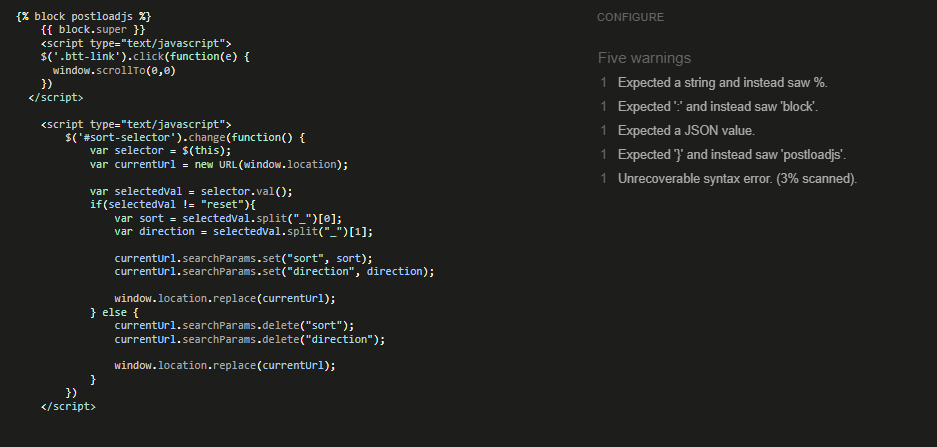 {% block postloadjs %}
{{ block.super }}
<script type="text/javascript">
$('.btt-link').click(function(e) {
window.scrollTo(0,0)
})
</script>
<script type="text/javascript">
$('#sort-selector').change(function() {
var selector = $(this);
var currentUrl = new URL(window.location);
var selectedVal = selector.val();
if(selectedVal != "reset"){
var sort = selectedVal.split("_")[0];
var direction = selectedVal.split("_")[1];
currentUrl.searchParams.set("sort", sort);
currentUrl.searchParams.set("direction", direction);
window.location.replace(currentUrl);
} else {
currentUrl.searchParams.delete("sort");
currentUrl.searchParams.delete("direction");
window.location.replace(currentUrl);
}
})
</script>
CONFIGURE
Five warnings
1 Expected a string and instead saw %.
1 Expected ':' and instead saw 'block'.
1 Expected a JSON value.
1 Expected '}' and instead saw 'postloadjs'.
1 Unrecoverable syntax error. (3% scanned).